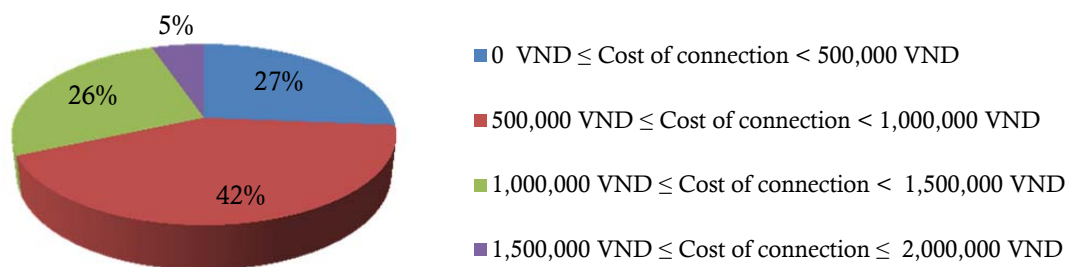 5%
27%
26%
42%
0 VND ≤ Cost of connection < 500,000 VND
500,000 VND ≤ Cost of connection < 1,000,000 VND
1,000,000 VND ≤ Cost of connection < 1,500,000 VND
1,500,000 VND ≤ Cost of connection ≤ 2,000,000 VND